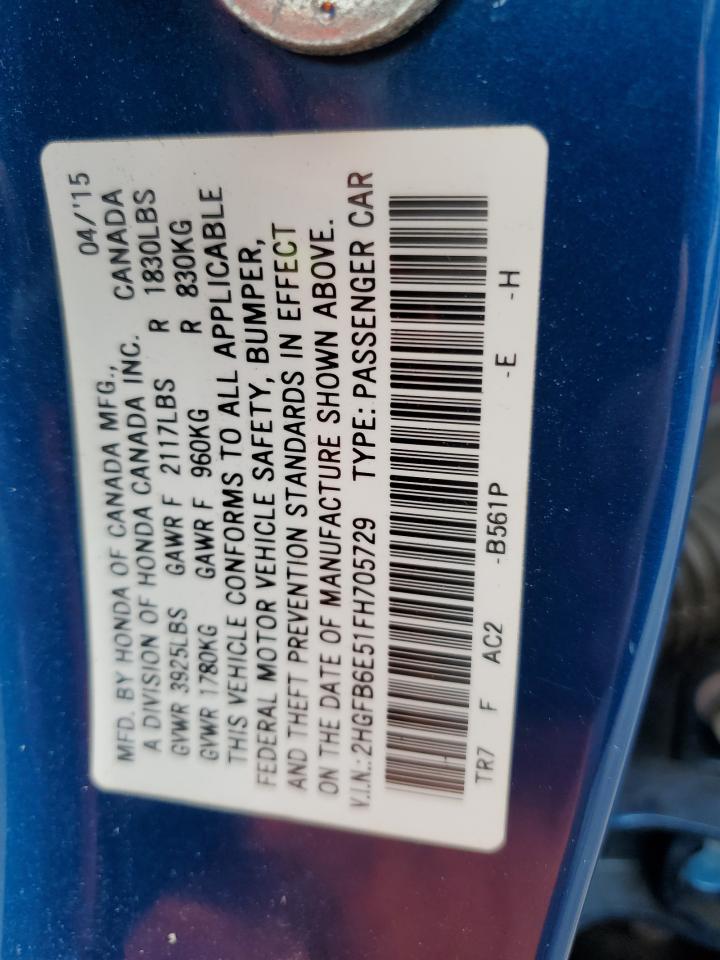 04/'15
MFD. BY HONDA OF CANADA MFG.,
A DIVISION OF HONDA CANADA INC. CANADA
GVWR 3925LBS GAWR F 2117LBS R 1830LBS
GVWR 1780KG GAWR F 960KG R 830KG
THIS VEHICLE CONFORMS TO ALL APPLICABLE
FEDERAL MOTOR VEHICLE SAFETY, BUMPER,
AND THEFT PREVENTION STANDARDS IN EFFECT
ON THE DATE OF MANUFACTURE SHOWN ABOVE.
V.I.N.:2HGFB6E51FH705729 TYPE: PASSENGER CAR
TR7 F AC2 -B561P -E -H